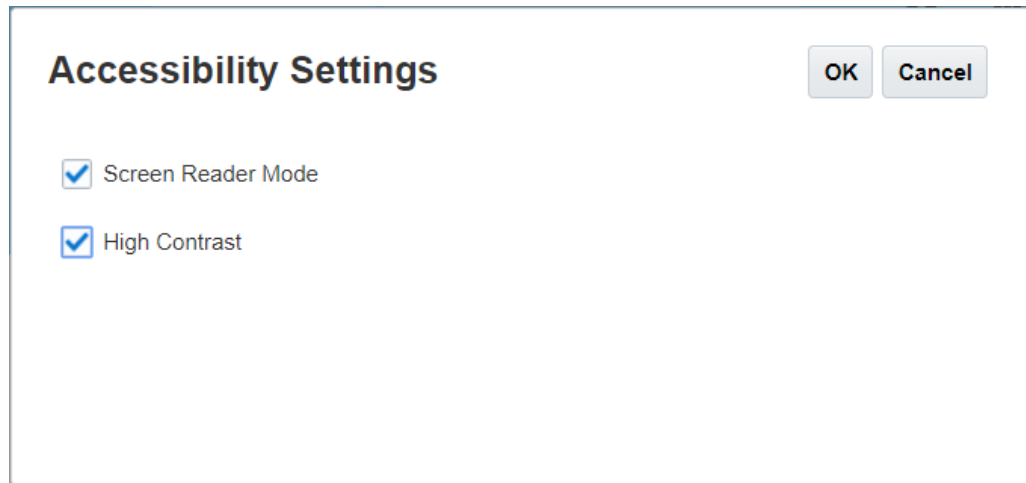 Accessibility Settings
OK
Cancel
Screen Reader Mode
High Contrast